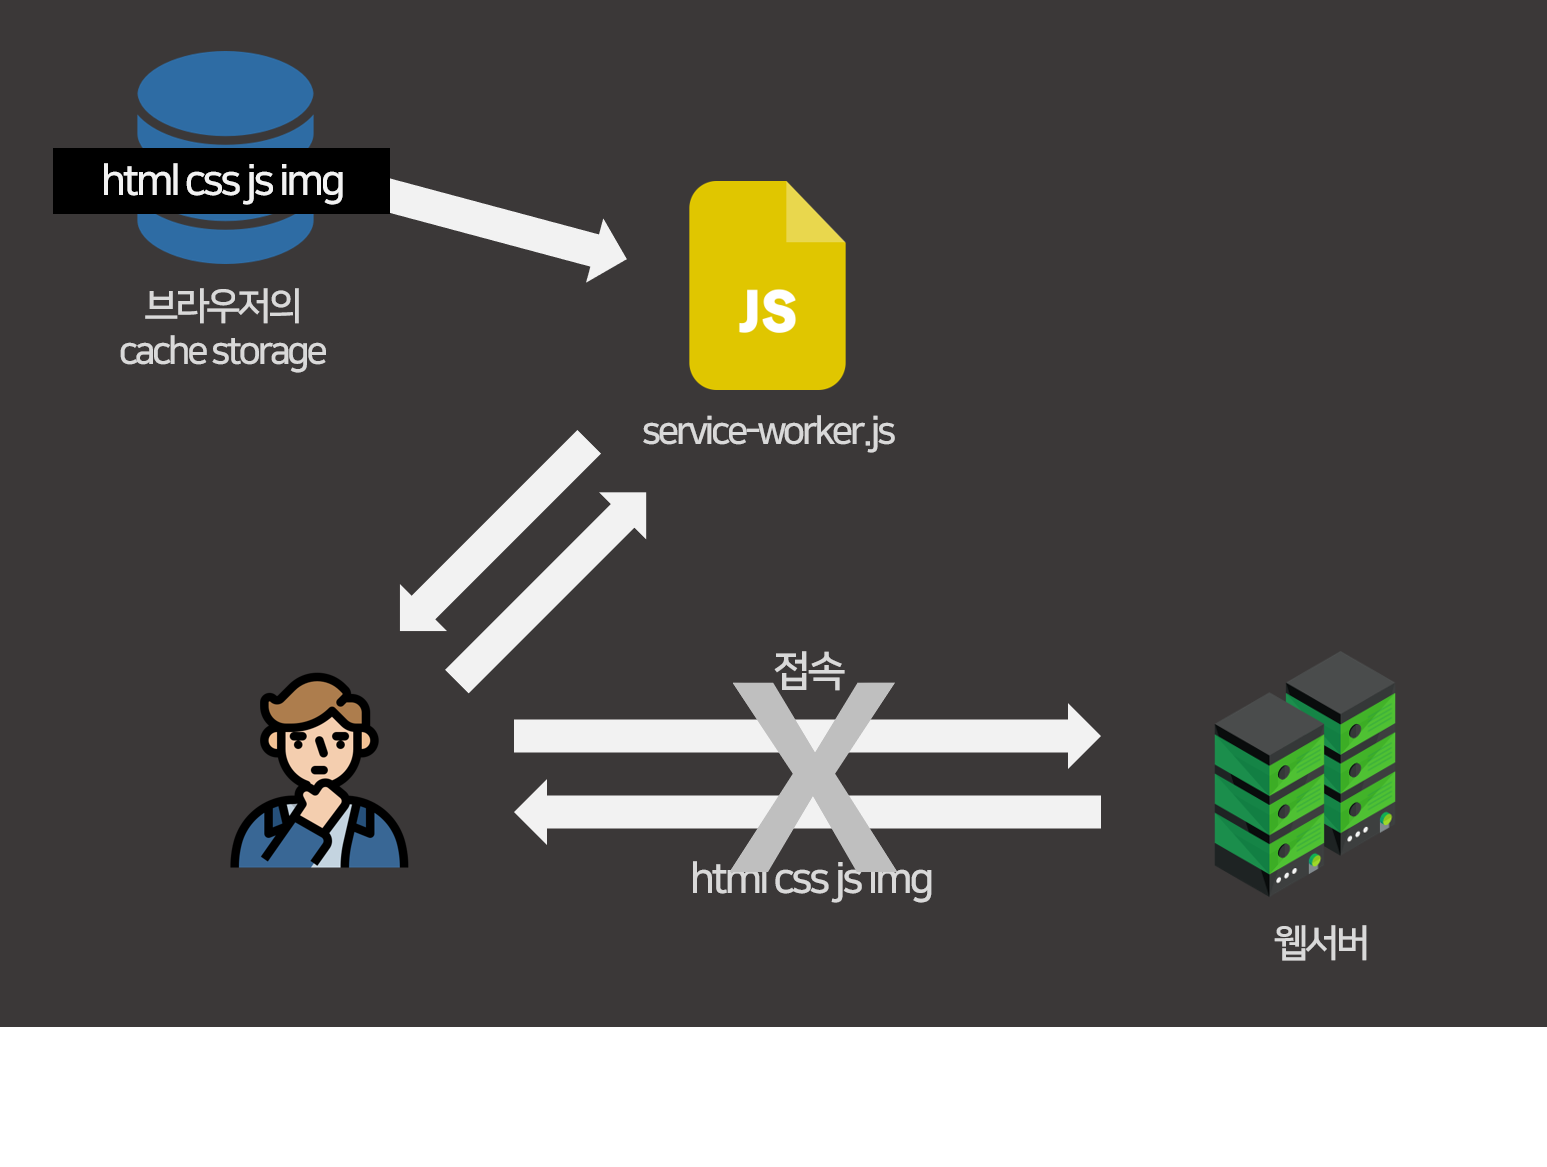 html css js img
브라우저의
cache storage
JS
service-worker.js
접속
X
html css js img
웹서버